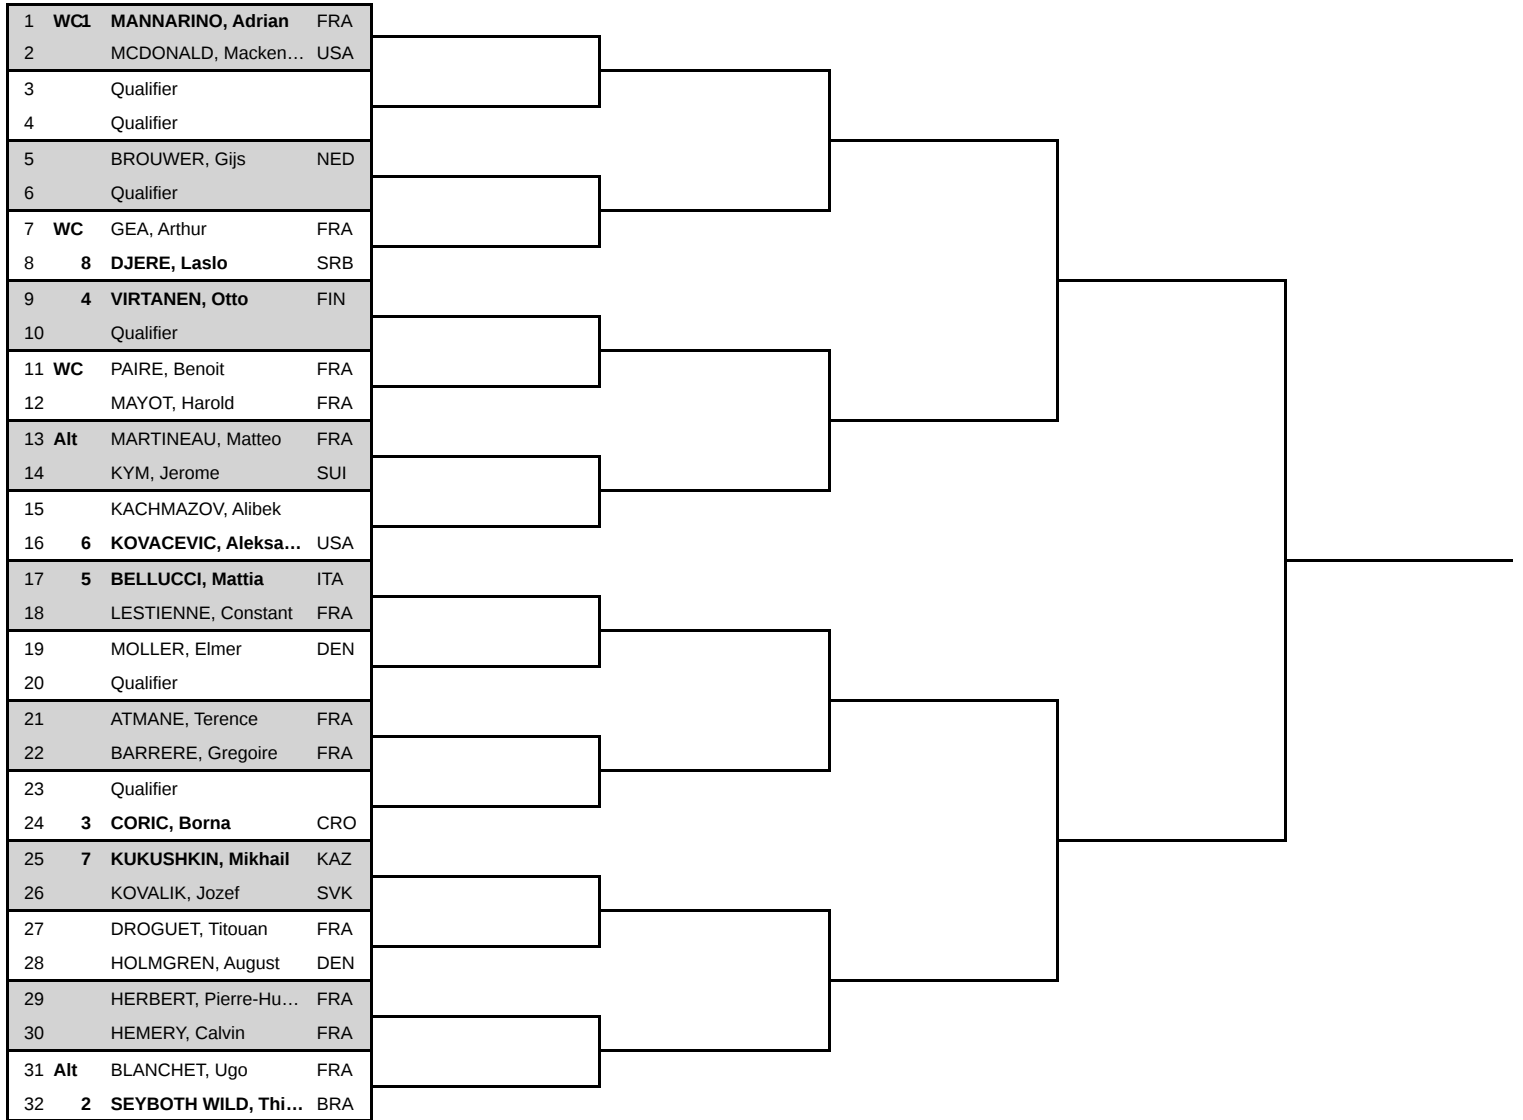 1 WC1 MANNARINO, Adrian FRA
2 MCDONALD, Macken… USA
3 Qualifier
4 Qualifier
5 BROUWER, Gijs NED
6 Qualifier
7 WC GEA, Arthur FRA
8 8 DJERE, Laslo SRB
9 4 VIRTANEN, Otto FIN
10 Qualifier
11 WC PAIRE, Benoit FRA
12 MAYOT, Harold FRA
13 Alt MARTINEAU, Matteo FRA
14 KYM, Jerome SUI
15 KACHMAZOV, Alibek
16 6 KOVACEVIC, Aleksa… USA
17 5 BELLUCCI, Mattia ITA
18 LESTIENNE, Constant FRA
19 MOLLER, Elmer DEN
20 Qualifier
21 ATMANE, Terence FRA
22 BARRERE, Gregoire FRA
23 Qualifier
24 3 CORIC, Borna CRO
25 7 KUKUSHKIN, Mikhail KAZ
26 KOVALIK, Jozef SVK
27 DROGUET, Titouan FRA
28 HOLMGREN, August DEN
29 HERBERT, Pierre-Hu… FRA
30 HEMERY, Calvin FRA
31 Alt BLANCHET, Ugo FRA
32 2 SEYBOTH WILD, Thi… BRA